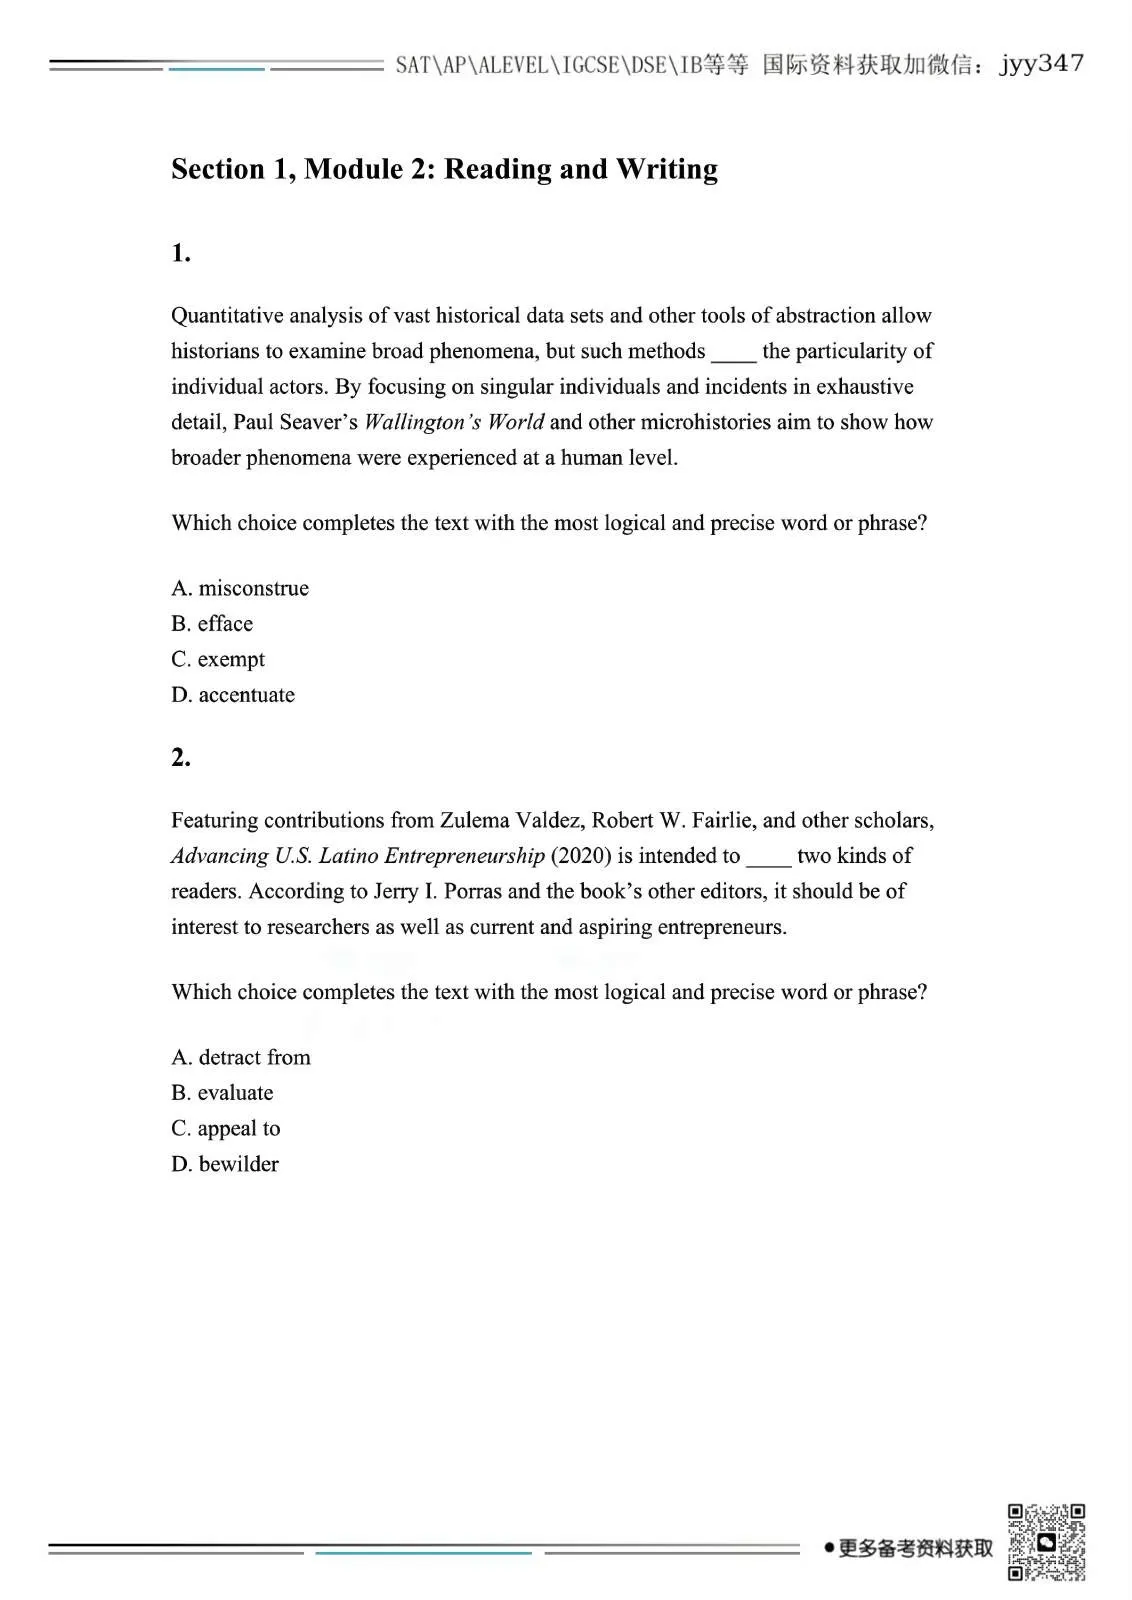 SAT\AP\ALEVEL\IGCSE\DSE\IB等等 国际资料获取加微信: jyy347
Section 1, Module 2: Reading and Writing
1.
Quantitative analysis of vast historical data sets and other tools of abstraction allow
historians to examine broad phenomena, but such methods ____ the particularity of
individual actors. By focusing on singular individuals and incidents in exhaustive
detail, Paul Seaver’s Wallington’s World and other microhistories aim to show how
broader phenomena were experienced at a human level.
Which choice completes the text with the most logical and precise word or phrase?
A. misconstrue
B. efface
C. exempt
D. accentuate
2.
Featuring contributions from Zulema Valdez, Robert W. Fairlie, and other scholars,
Advancing U.S. Latino Entrepreneurship (2020) is intended to ____ two kinds of
readers. According to Jerry I. Porras and the book’s other editors, it should be of
interest to researchers as well as current and aspiring entrepreneurs.
Which choice completes the text with the most logical and precise word or phrase?
A. detract from
B. evaluate
C. appeal to
D. bewilder
●更多备考资料获取